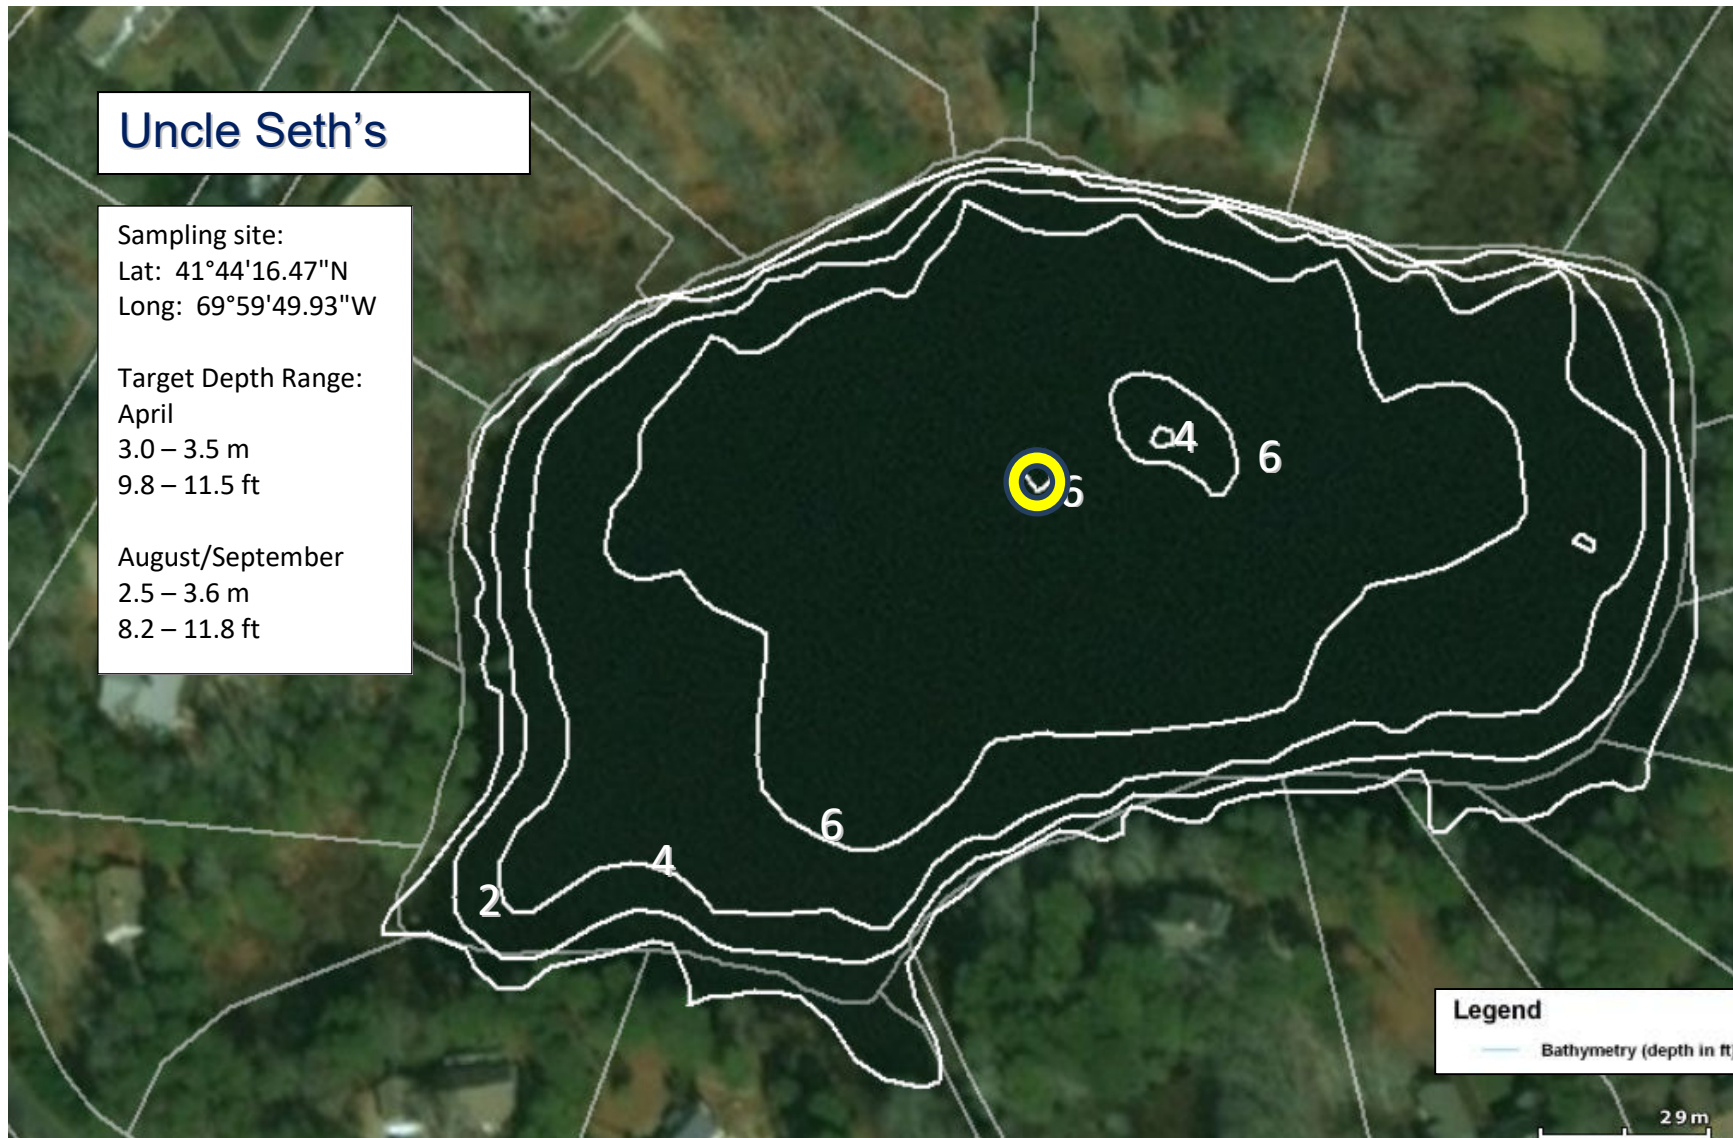 Uncle Seth's
Sampling site:
Lat: 41°44'16.47"N
Long: 69°59'49.93"W
Target Depth Range:
April
3.0 – 3.5 m
9.8 – 11.5 ft
August/September
2.5 – 3.6 m
8.2 – 11.8 ft
4
6
6
6
4
2
Legend
Bathymetry (depth in ft)
29m